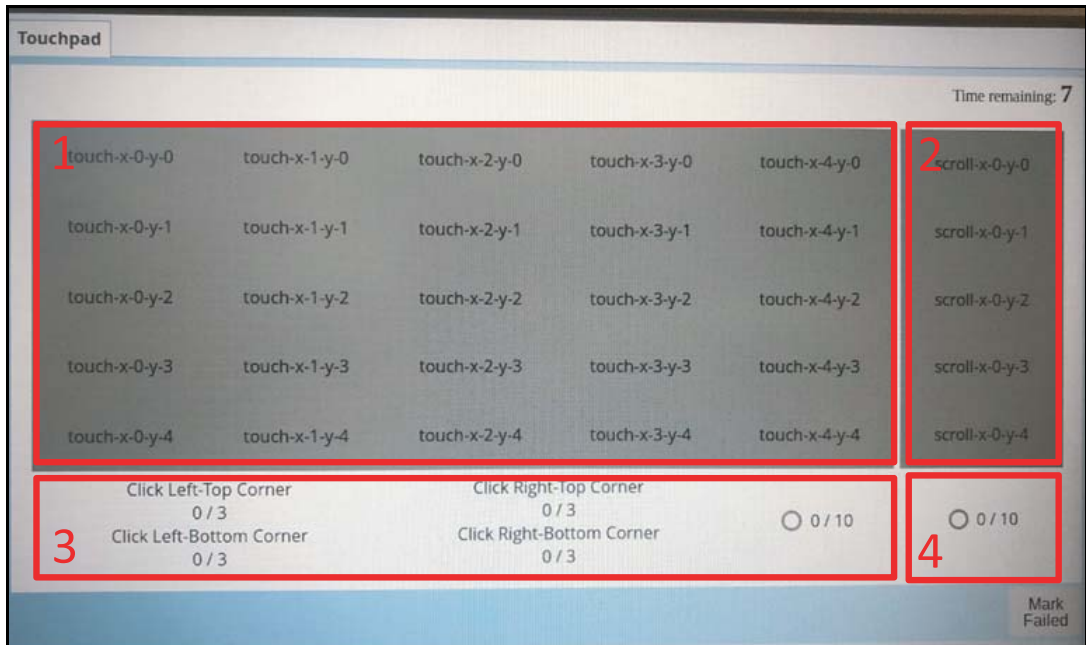 Touchpad
Time remaining: 7
1 touch-x-0-y-0 touch-x-1-y-0 touch-x-2-y-0 touch-x-3-y-0 touch-x-4-y-0 2 scroll-x-0-y-0
touch-x-0-y-1 touch-x-1-y-1 touch-x-2-y-1 touch-x-3-y-1 touch-x-4-y-1 scroll-x-0-y-1
touch-x-0-y-2 touch-x-1-y-2 touch-x-2-y-2 touch-x-3-y-2 touch-x-4-y-2 scroll-x-0-y-2
touch-x-0-y-3 touch-x-1-y-3 touch-x-2-y-3 touch-x-3-y-3 touch-x-4-y-3 scroll-x-0-y-3
touch-x-0-y-4 touch-x-1-y-4 touch-x-2-y-4 touch-x-3-y-4 touch-x-4-y-4 scroll-x-0-y-4
Click Left-Top Corner Click Right-Top Corner
0 / 3 0 / 3 0 / 10 0 / 10
3 Click Left-Bottom Corner Click Right-Bottom Corner 4
0 / 3 0 / 3
Mark
Failed